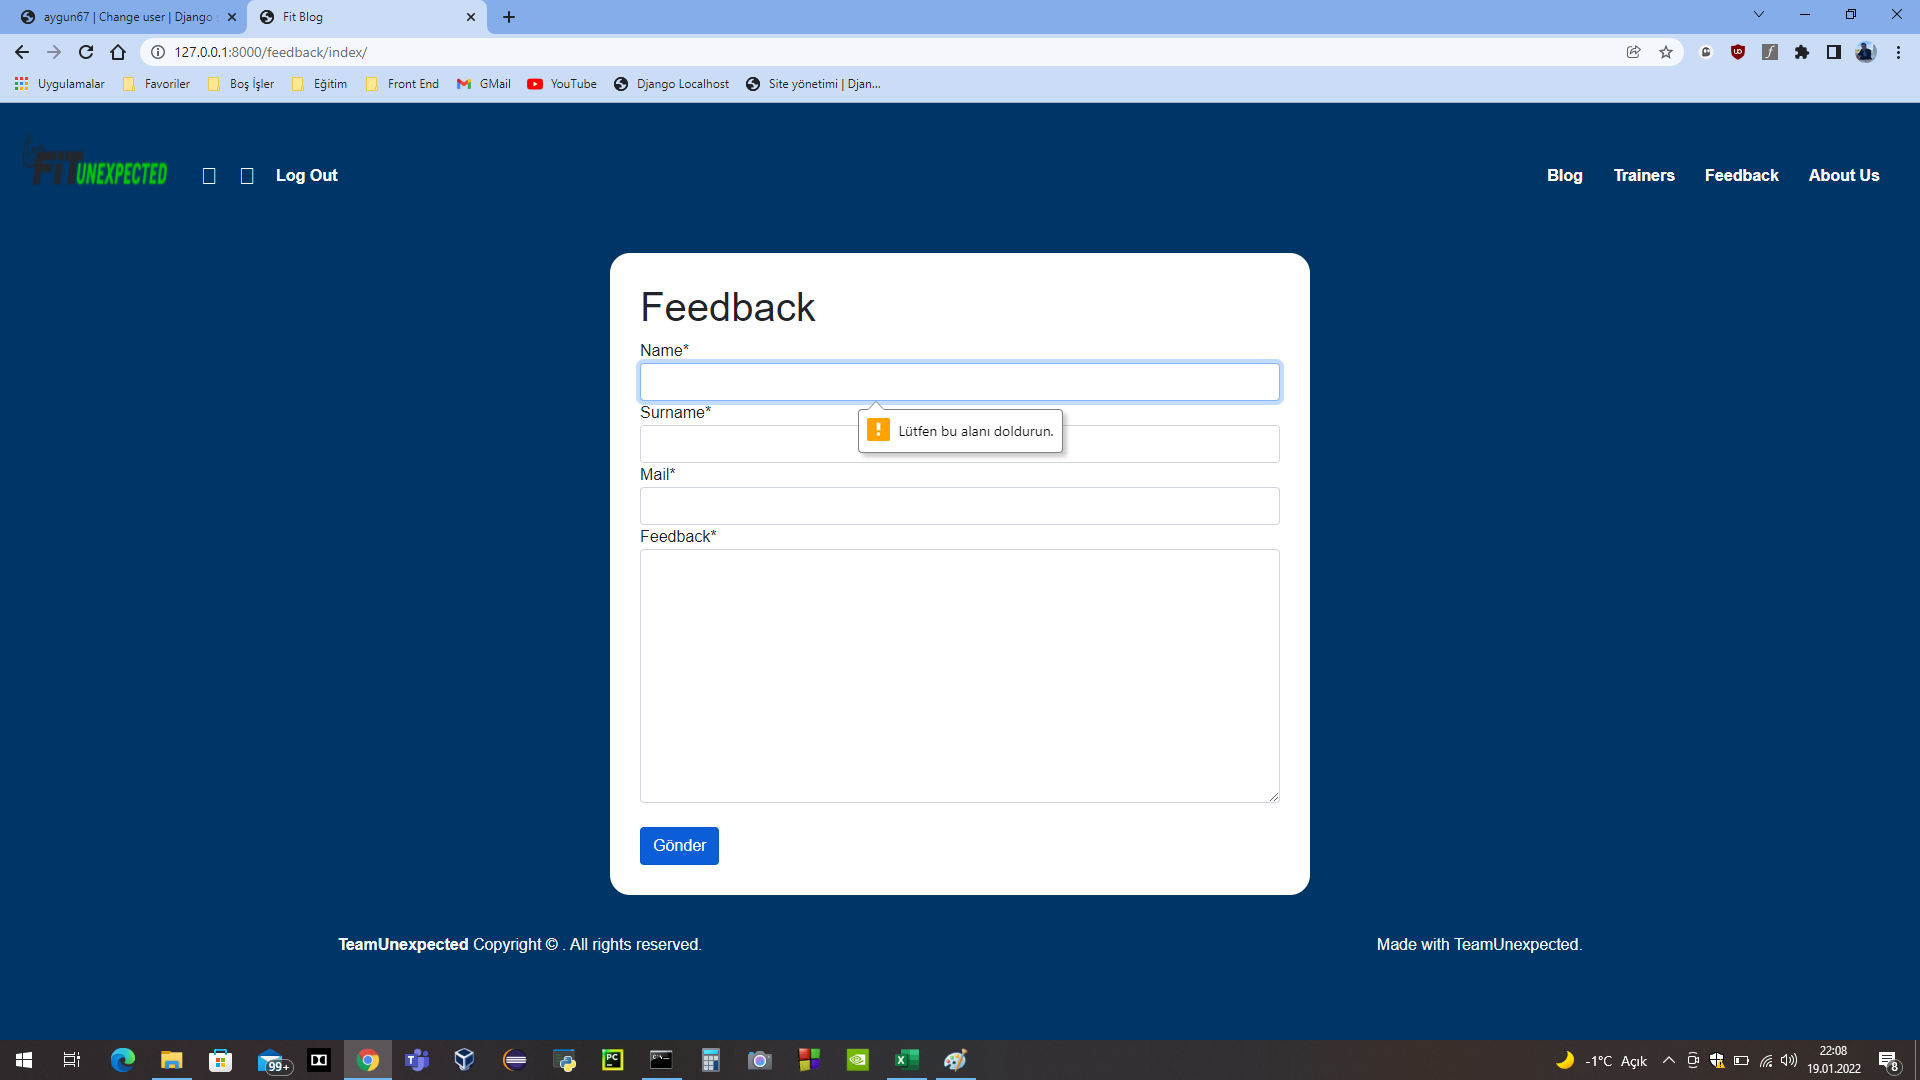 aygun67 | Change user | Django s
Fit Blog
127.0.0.1:8000/feedback/index/
Uygulamalar
Favoriler
Boş İşler
Eğitim
Front End
GMail
YouTube
Django Localhost
Site yönetimi | Djan...
FiT UNEXPECTED
Log Out
Blog
Trainers
Feedback
About Us
Feedback
Name*
Surname*
Lütfen bu alanı doldurun.
Mail*
Feedback*
Gönder
TeamUnexpected Copyright © . All rights reserved.
Made with TeamUnexpected.
99+
-1°C Açık
22:08
19.01.2022
8